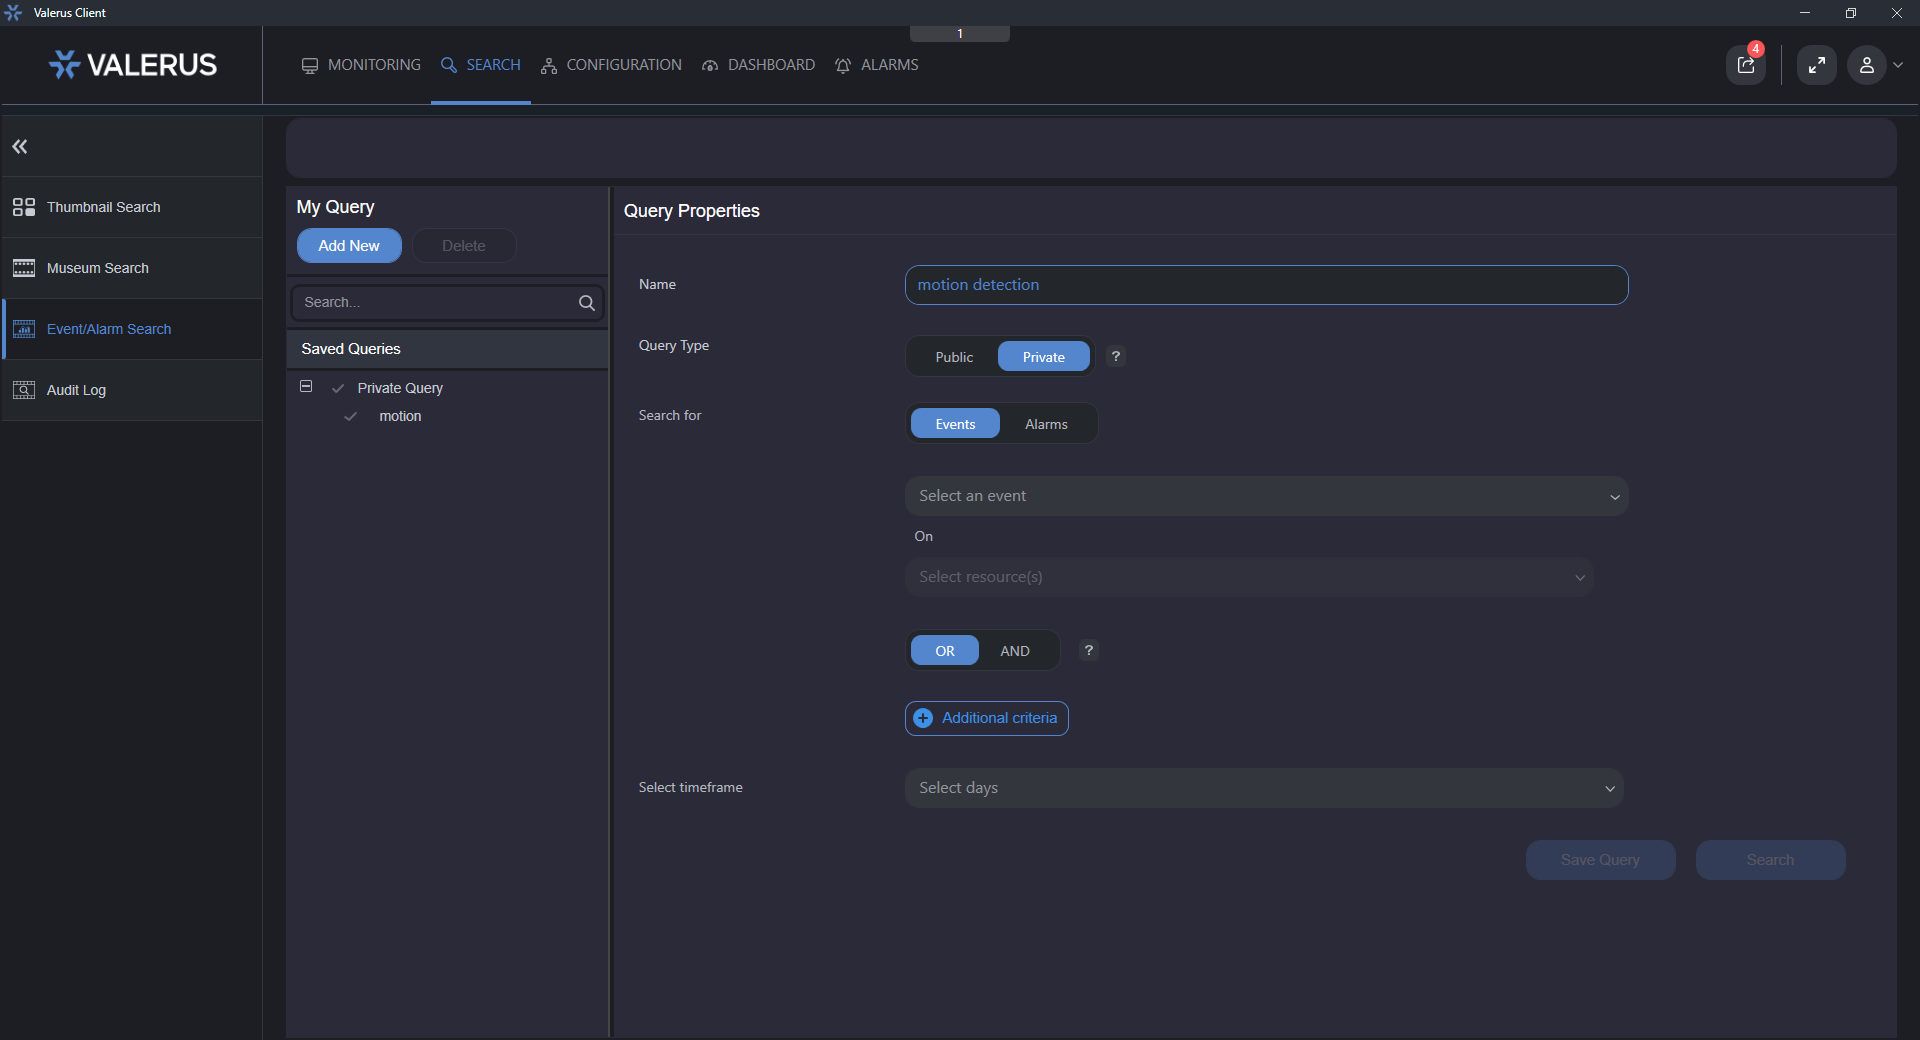 Valerus Client
1
VALERUS
MONITORING
SEARCH
CONFIGURATION
DASHBOARD
ALARMS
4
Thumbnail Search
Museum Search
Event/Alarm Search
Audit Log
My Query
Add New
Delete
Search...
Saved Queries
Private Query
motion
Query Properties
Name
motion detection
Query Type
Public
Private
?
Search for
Events
Alarms
Select an event
On
Select resource(s)
OR
AND
?
Additional criteria
Select timeframe
Select days
Save Query
Search